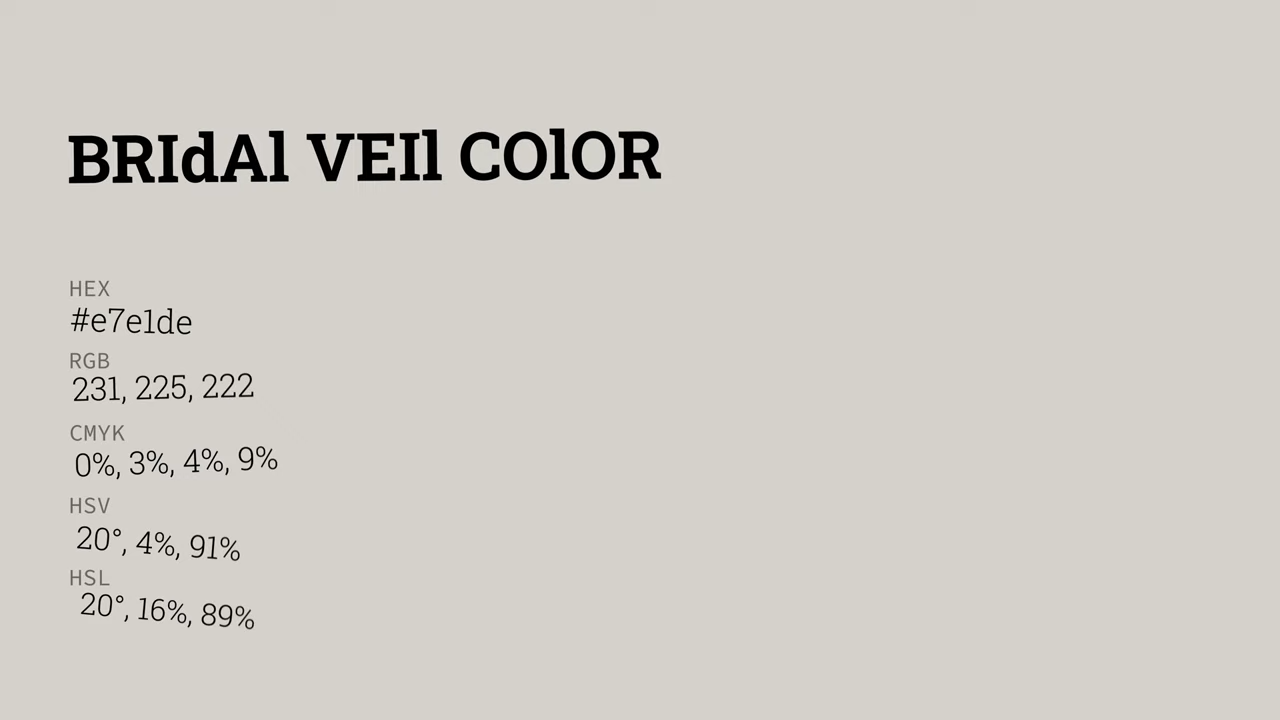 BRIdAl VEIl COlOR
HEX
#e7e1de
RGB
231, 225, 222
CMYK
0%, 3%, 4%, 9%
HSV
20°, 4%, 91%
HSL
20°, 16%, 89%